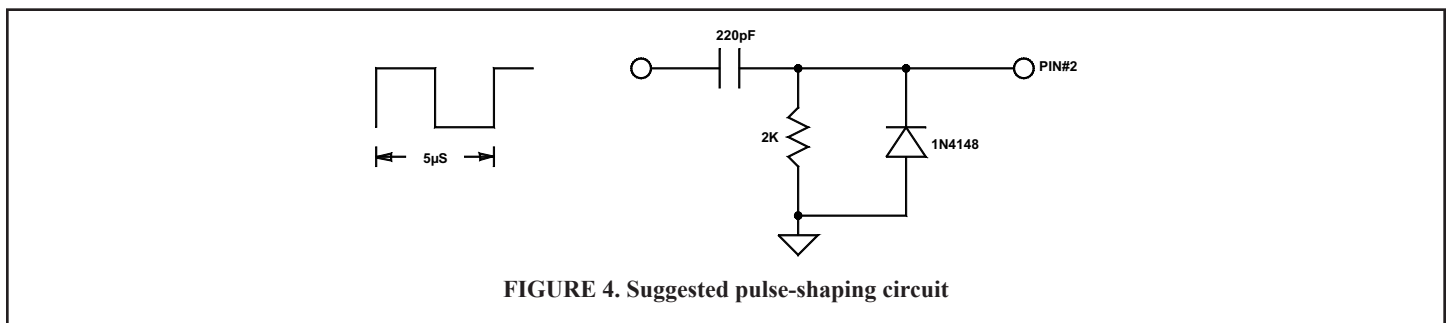 220pF
PIN#2
2K
1N4148
5µS
FIGURE 4. Suggested pulse-shaping circuit